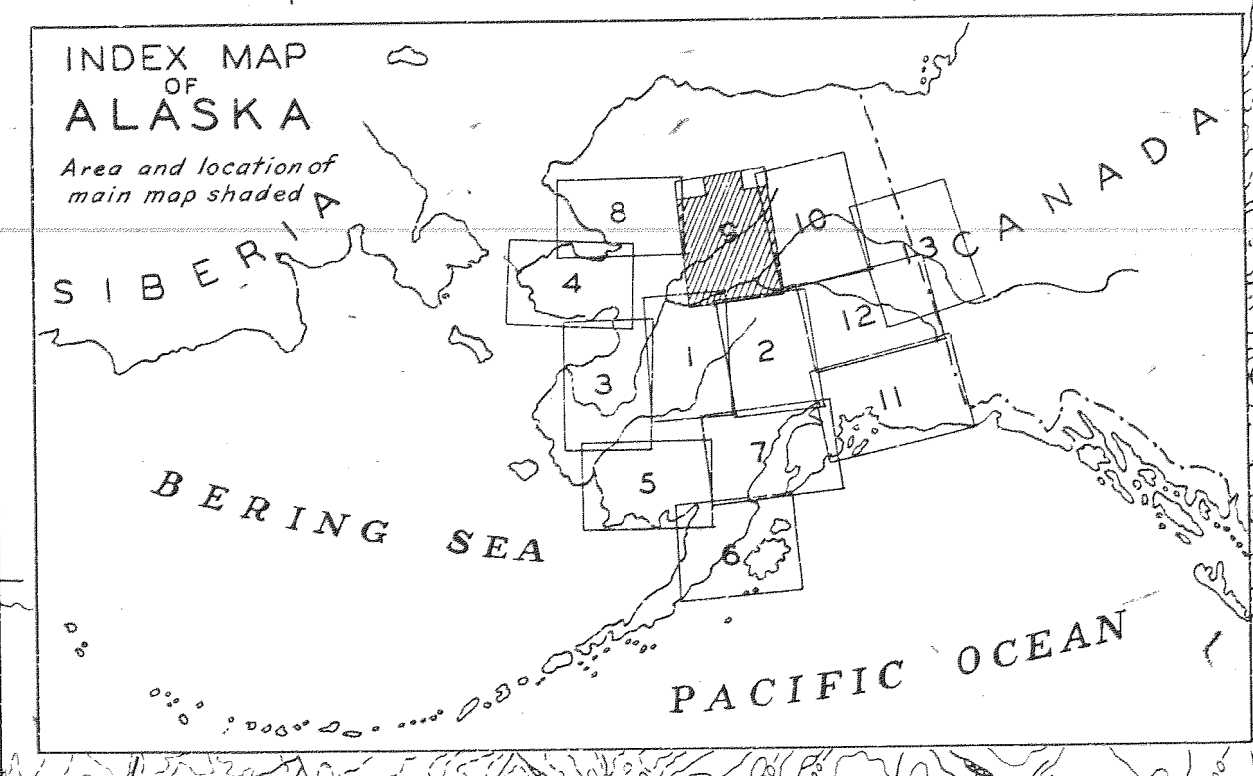 INDEX MAP
OF
ALASKA
Area and location of
main map shaded
SIBERIA
CANADA
8
9
10
13
4
12
3
1
2
11
7
5
6
BERING SEA
PACIFIC OCEAN